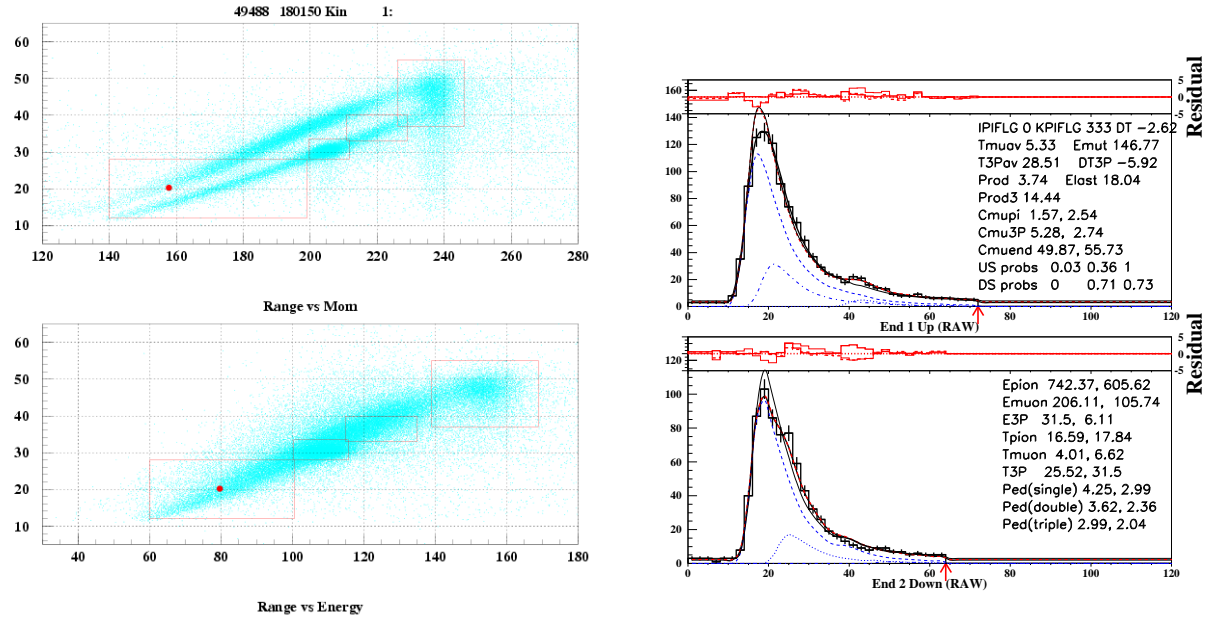 49488 180150 Kin 1:
60
50
40
30
20
10
120 140 160 180 200 220 240 260 280
Range vs Mom
60
50
40
30
20
10
40 60 80 100 120 140 160 180
Range vs Energy
160
5
0
-5
Residual
140
120
100
80
60
40
20
0
IPIFLG 0 KPIFLG 333 DT -2.62
Tmuav 5.33 Emut 146.77
T3Pav 28.51 DT3P -5.92
Prod 3.74 Elast 18.04
Prod3 14.44
Cmupi 1.57, 2.54
Cmu3P 5.28, 2.74
Cmuend 49.87, 55.73
US probs 0.03 0.36 1
DS probs 0 0.71 0.73
0 20 40 60 80 100 120
End 1 Up (RAW)
120
5
0
-5
Residual
100
80
60
40
20
0
Epion 742.37, 605.62
Emuon 206.11, 105.74
E3P 31.5, 6.11
Tpion 16.59, 17.84
Tmuon 4.01, 6.62
T3P 25.52, 31.5
Ped(single) 4.25, 2.99
Ped(double) 3.62, 2.36
Ped(triple) 2.99, 2.04
0 20 40 60 80 100 120
End 2 Down (RAW)